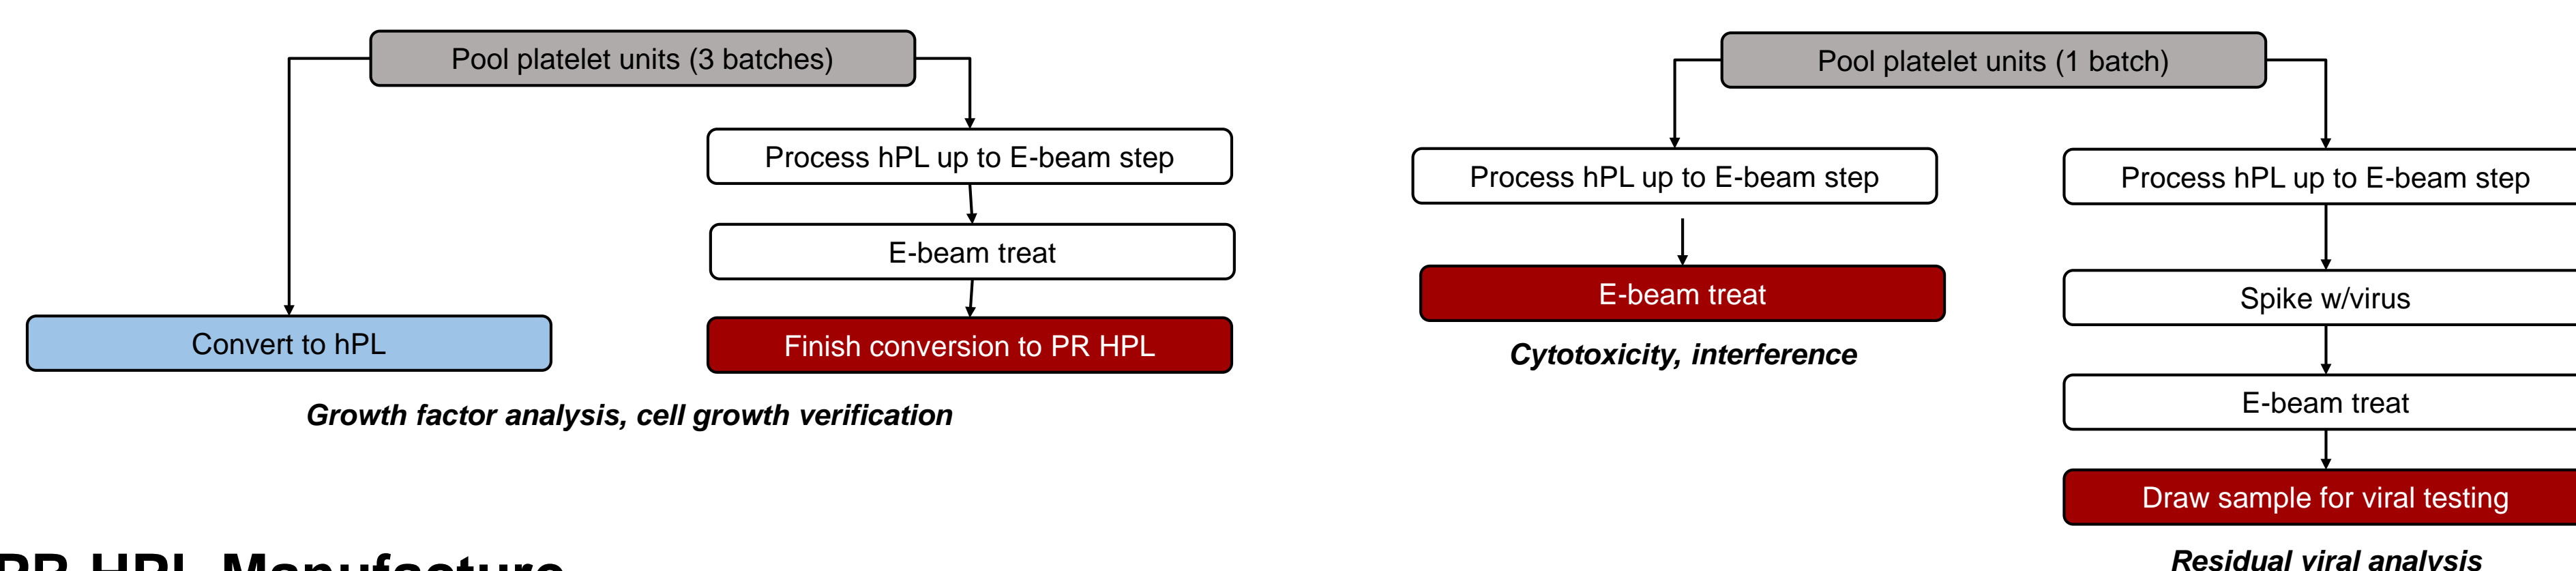 Pool platelet units (3 batches)
Process hPL up to E-beam step
E-beam treat
Convert to hPL
Finish conversion to PR HPL
Growth factor analysis, cell growth verification
Pool platelet units (1 batch)
Process hPL up to E-beam step
E-beam treat
Cytotoxicity, interference
Process hPL up to E-beam step
Spike w/virus
E-beam treat
Draw sample for viral testing
Residual viral analysis
PR HPL Manufacture